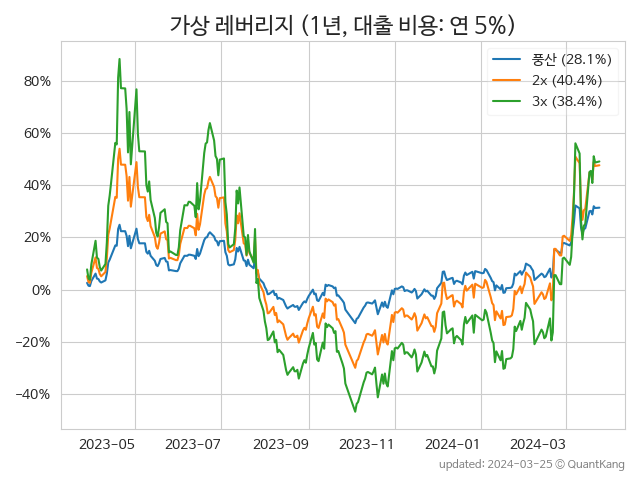 가상 레버리지 (1년, 대출 비용: 연 5%)
풍산 (28.1%)
2x (40.4%)
3x (38.4%)
80%
60%
40%
20%
0%
−20%
−40%
2023−05
2023−07
2023−09
2023−11
2024−01
2024−03
updated: 2024-03-25 © QuantKang